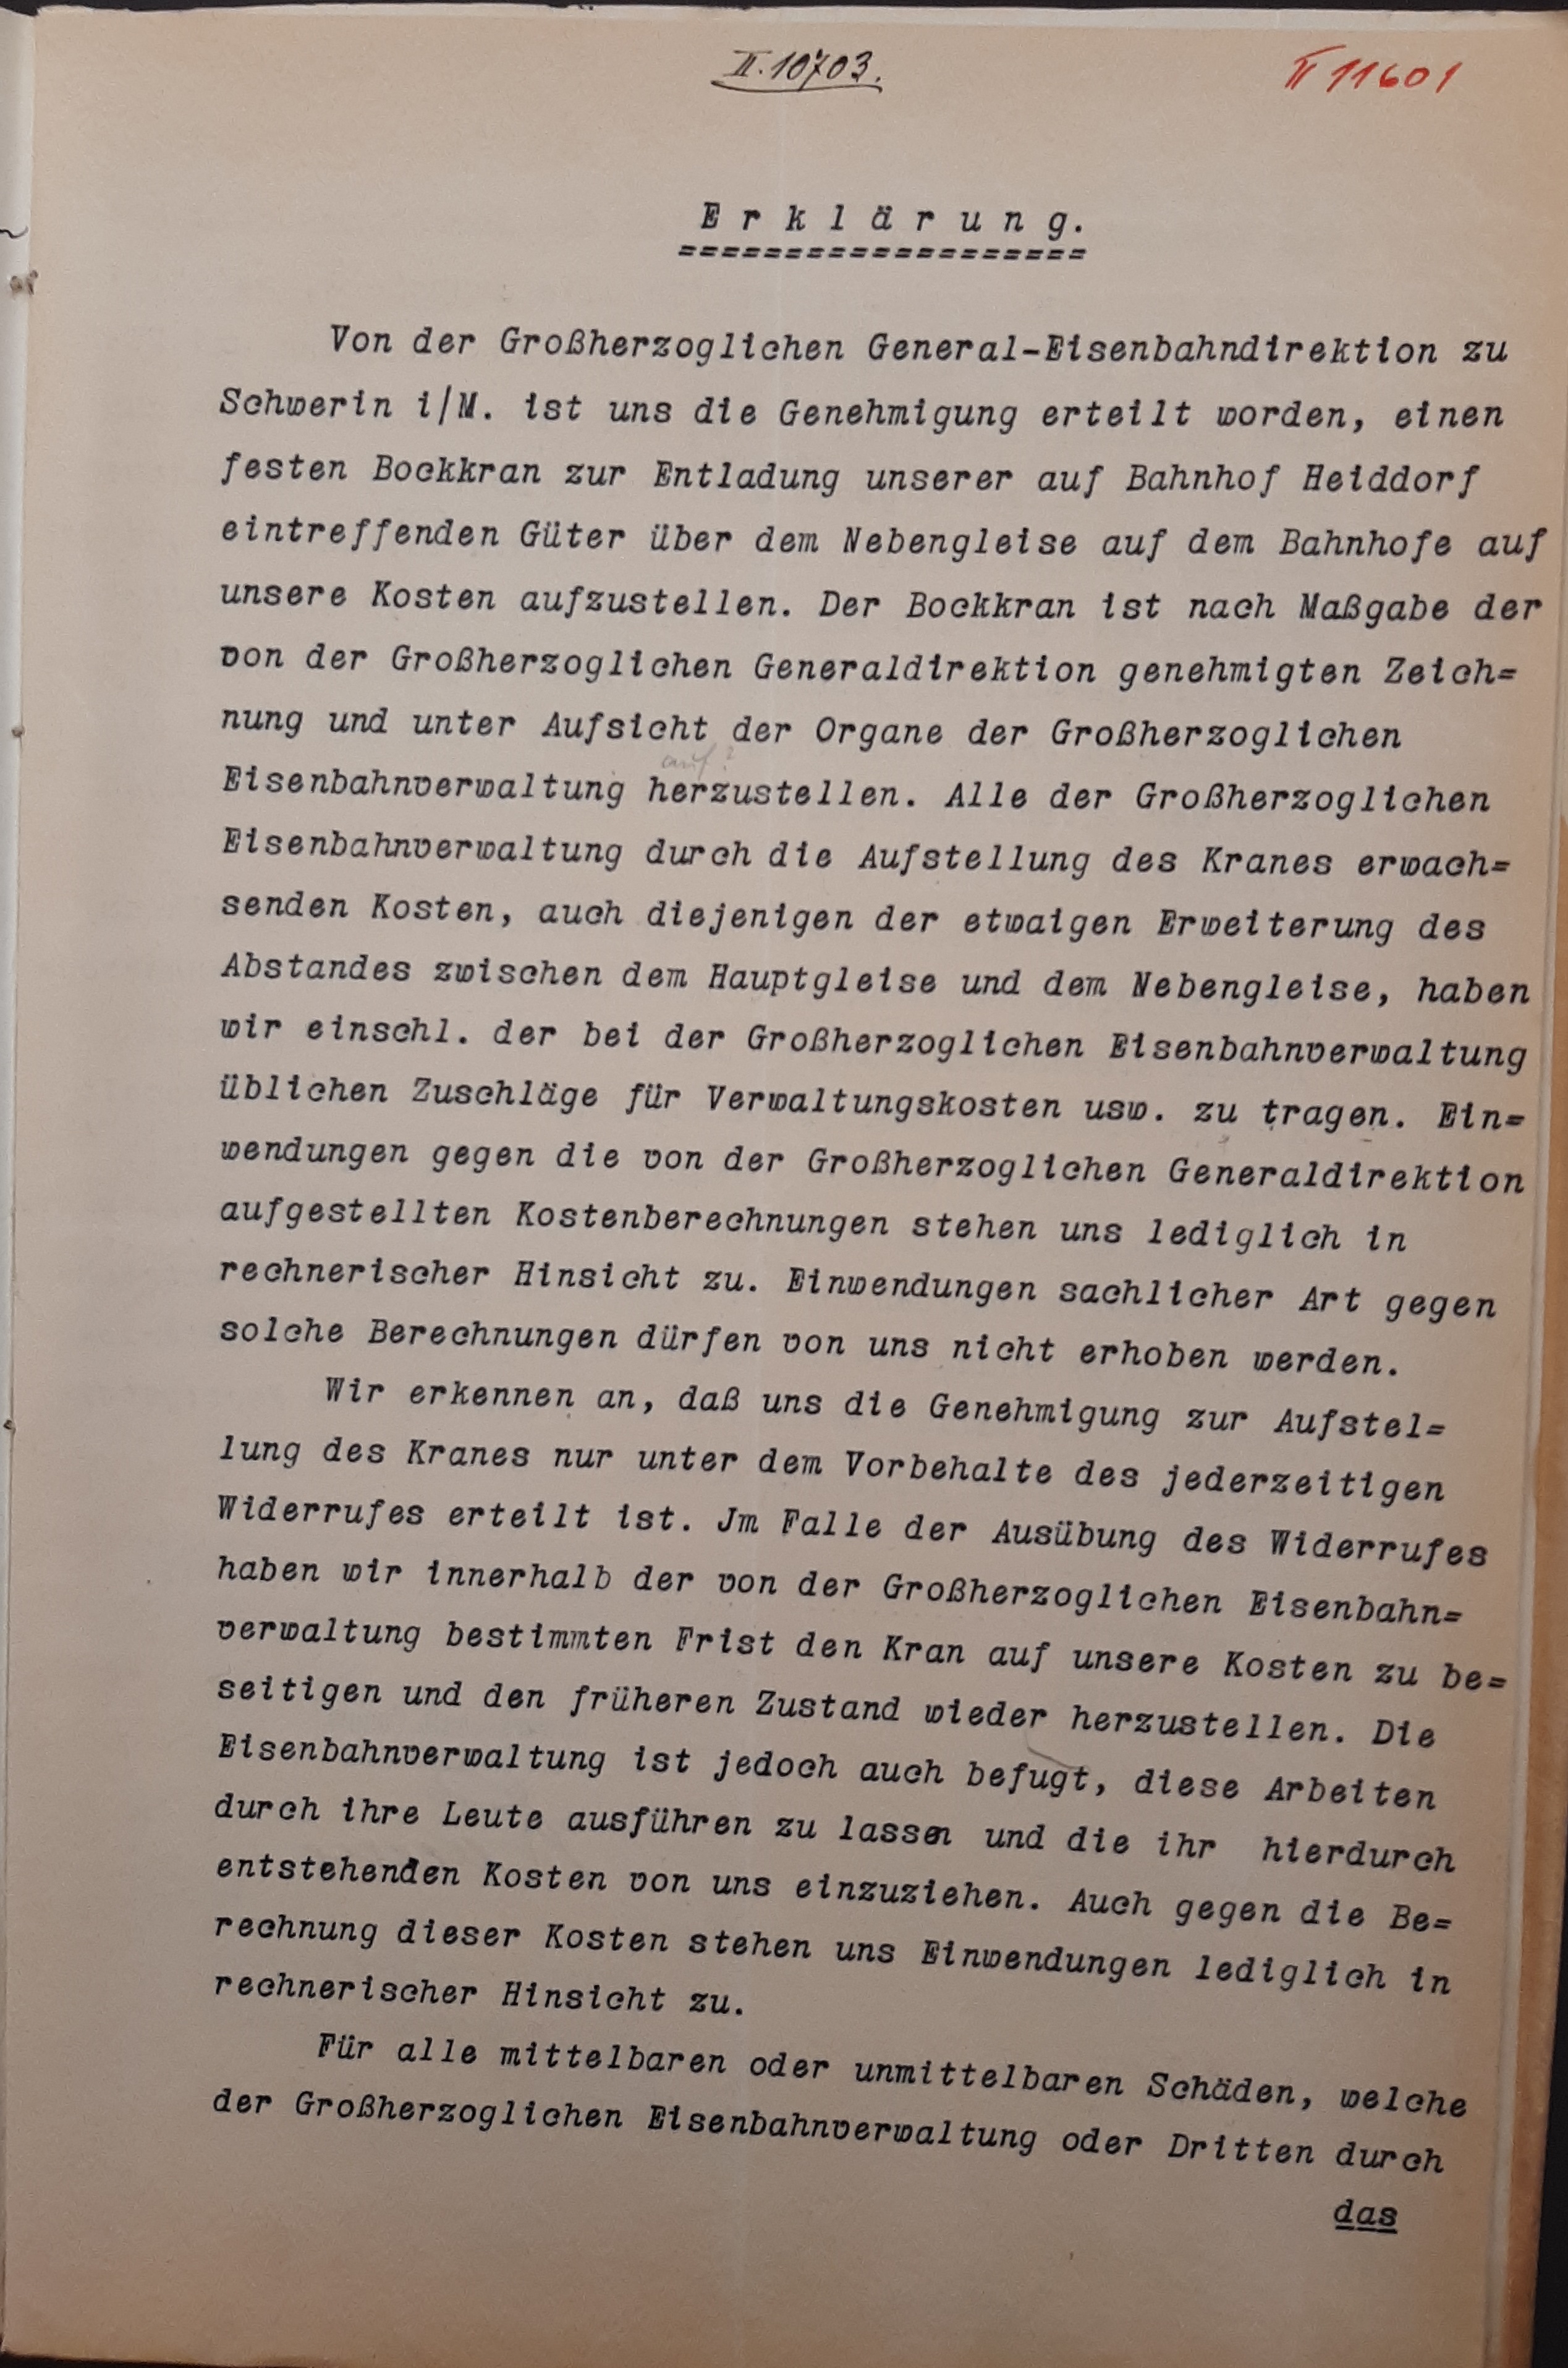 II. 10703.
II 11601
Erklärung.
===================
Von der Großherzoglichen General-Eisenbahndirektion zu
Schwerin i/M. ist uns die Genehmigung erteilt worden, einen
festen Bockkran zur Entladung unserer auf Bahnhof Heiddorf
eintreffenden Güter über dem Nebengleise auf dem Bahnhofe auf
unsere Kosten aufzustellen. Der Bockkran ist nach Maßgabe der
von der Großherzoglichen Generaldirektion genehmigten Zeich=
nung und unter Aufsicht der Organe der Großherzoglichen
auf?
Eisenbahnverwaltung herzustellen. Alle der Großherzoglichen
Eisenbahnverwaltung durch die Aufstellung des Kranes erwach=
senden Kosten, auch diejenigen der etwaigen Erweiterung des
Abstandes zwischen dem Hauptgleise und dem Nebengleise, haben
wir einschl. der bei der Großherzoglichen Eisenbahnverwaltung
üblichen Zuschläge für Verwaltungskosten usw. zu tragen. Ein=
wendungen gegen die von der Großherzoglichen Generaldirektion
aufgestellten Kostenberechnungen stehen uns lediglich in
rechnerischer Hinsicht zu. Einwendungen sachlicher Art gegen
solche Berechnungen dürfen von uns nicht erhoben werden.
Wir erkennen an, daß uns die Genehmigung zur Aufstel=
lung des Kranes nur unter dem Vorbehalte des jederzeitigen
Widerrufes erteilt ist. Jm Falle der Ausübung des Widerrufes
haben wir innerhalb der von der Großherzoglichen Eisenbahn=
verwaltung bestimmten Frist den Kran auf unsere Kosten zu be=
seitigen und den früheren Zustand wieder herzustellen. Die
Eisenbahnverwaltung ist jedoch auch befugt, diese Arbeiten
durch ihre Leute ausführen zu lassen und die ihr hierdurch
entstehenden Kosten von uns einzuziehen. Auch gegen die Be=
rechnung dieser Kosten stehen uns Einwendungen lediglich in
rechnerischer Hinsicht zu.
Für alle mittelbaren oder unmittelbaren Schäden, welche
der Großherzoglichen Eisenbahnverwaltung oder Dritten durch
das